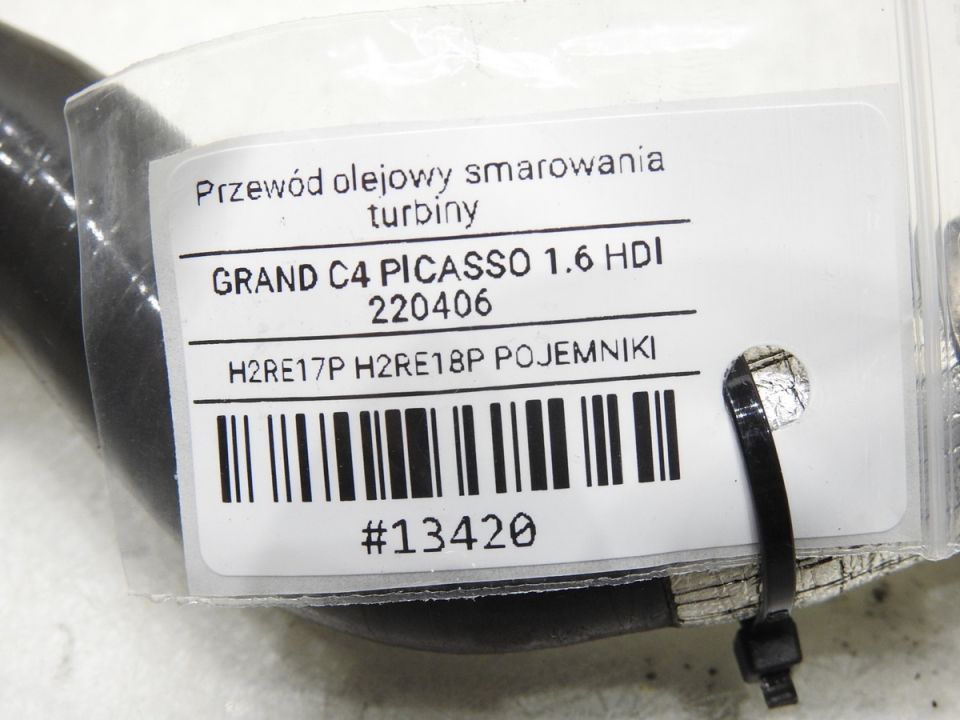 Przewód olejowy smarowania
turbiny
GRAND C4 PICASSO 1.6 HDI
220406
H2RE17P H2RE18P POJEMNIKI
#13420